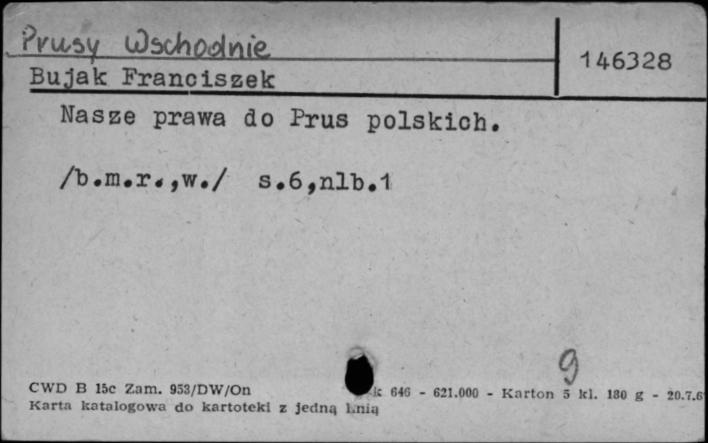 Prusy Wschodnie
146328
Bujak Franciszek
Nasze prawa do Prus polskich.
/b.m.r.,w./ s.6,nlb.1
9
CWD B 15c Zam. 953/DW/On k 646 - 621.000 - Karton 5 kl. 180 g - 20.7.6
Karta katalogowa do kartoteki z jedną linią